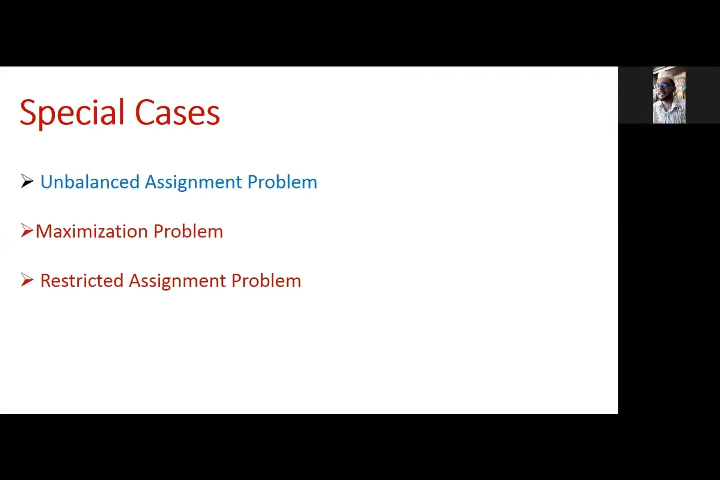 Special Cases
➢ Unbalanced Assignment Problem
➢Maximization Problem
➢ Restricted Assignment Problem